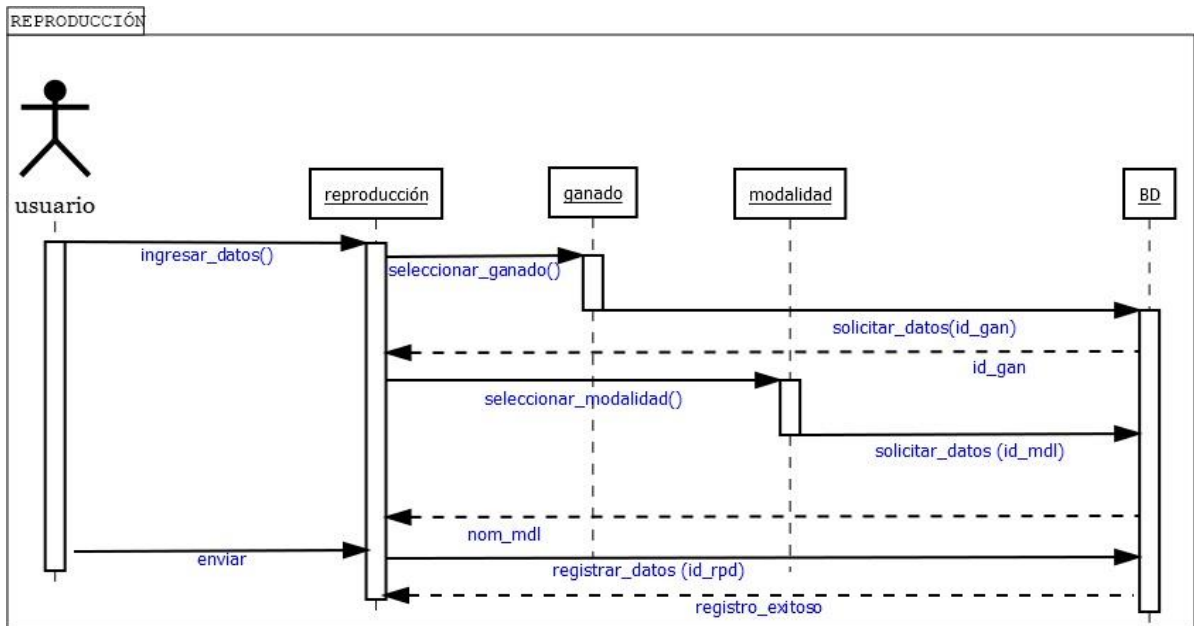 REPRODUCCIÓN
usuario
reproducción
ganado
modalidad
BD
ingresar_datos()
seleccionar_ganado()
solicitar_datos(id_gan)
id_gan
seleccionar_modalidad()
solicitar_datos (id_mdl)
nom_mdl
enviar
registrar_datos (id_rpd)
registro_exitoso